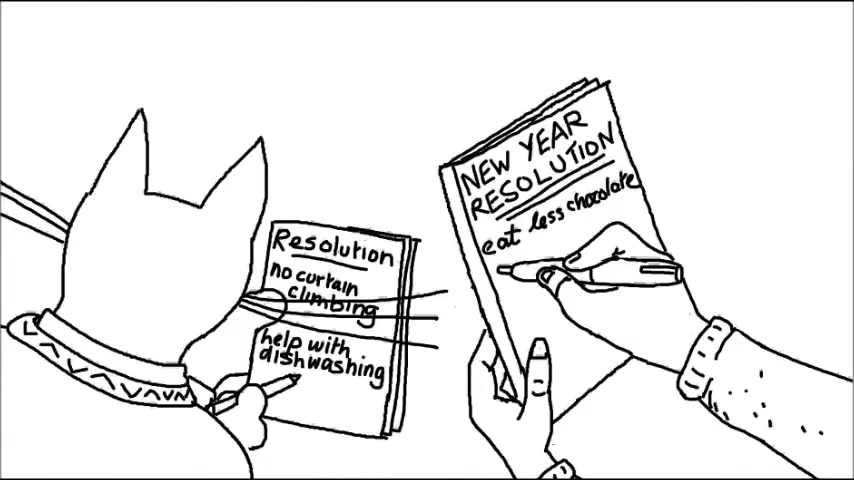 Resolution
no curtain
climbing
help with
dishwashing
NEW YEAR
RESOLUTION
eat less chocolate